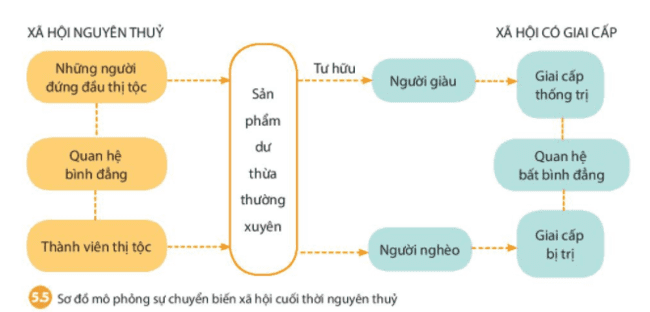 XÃ HỘI NGUYÊN THUỶ
XÃ HỘI CÓ GIAI CẤP
Những người
đứng đầu thị tộc
Quan hệ
bình đẳng
Thành viên thị tộc
Sản
phẩm
dư
thừa
thường
xuyên
Tư hữu
Người giàu
Người nghèo
Giai cấp
thống trị
Quan hệ
bất bình đẳng
Giai cấp
bị trị
5.5 Sơ đồ mô phỏng sự chuyển biến xã hội cuối thời nguyên thuỷ